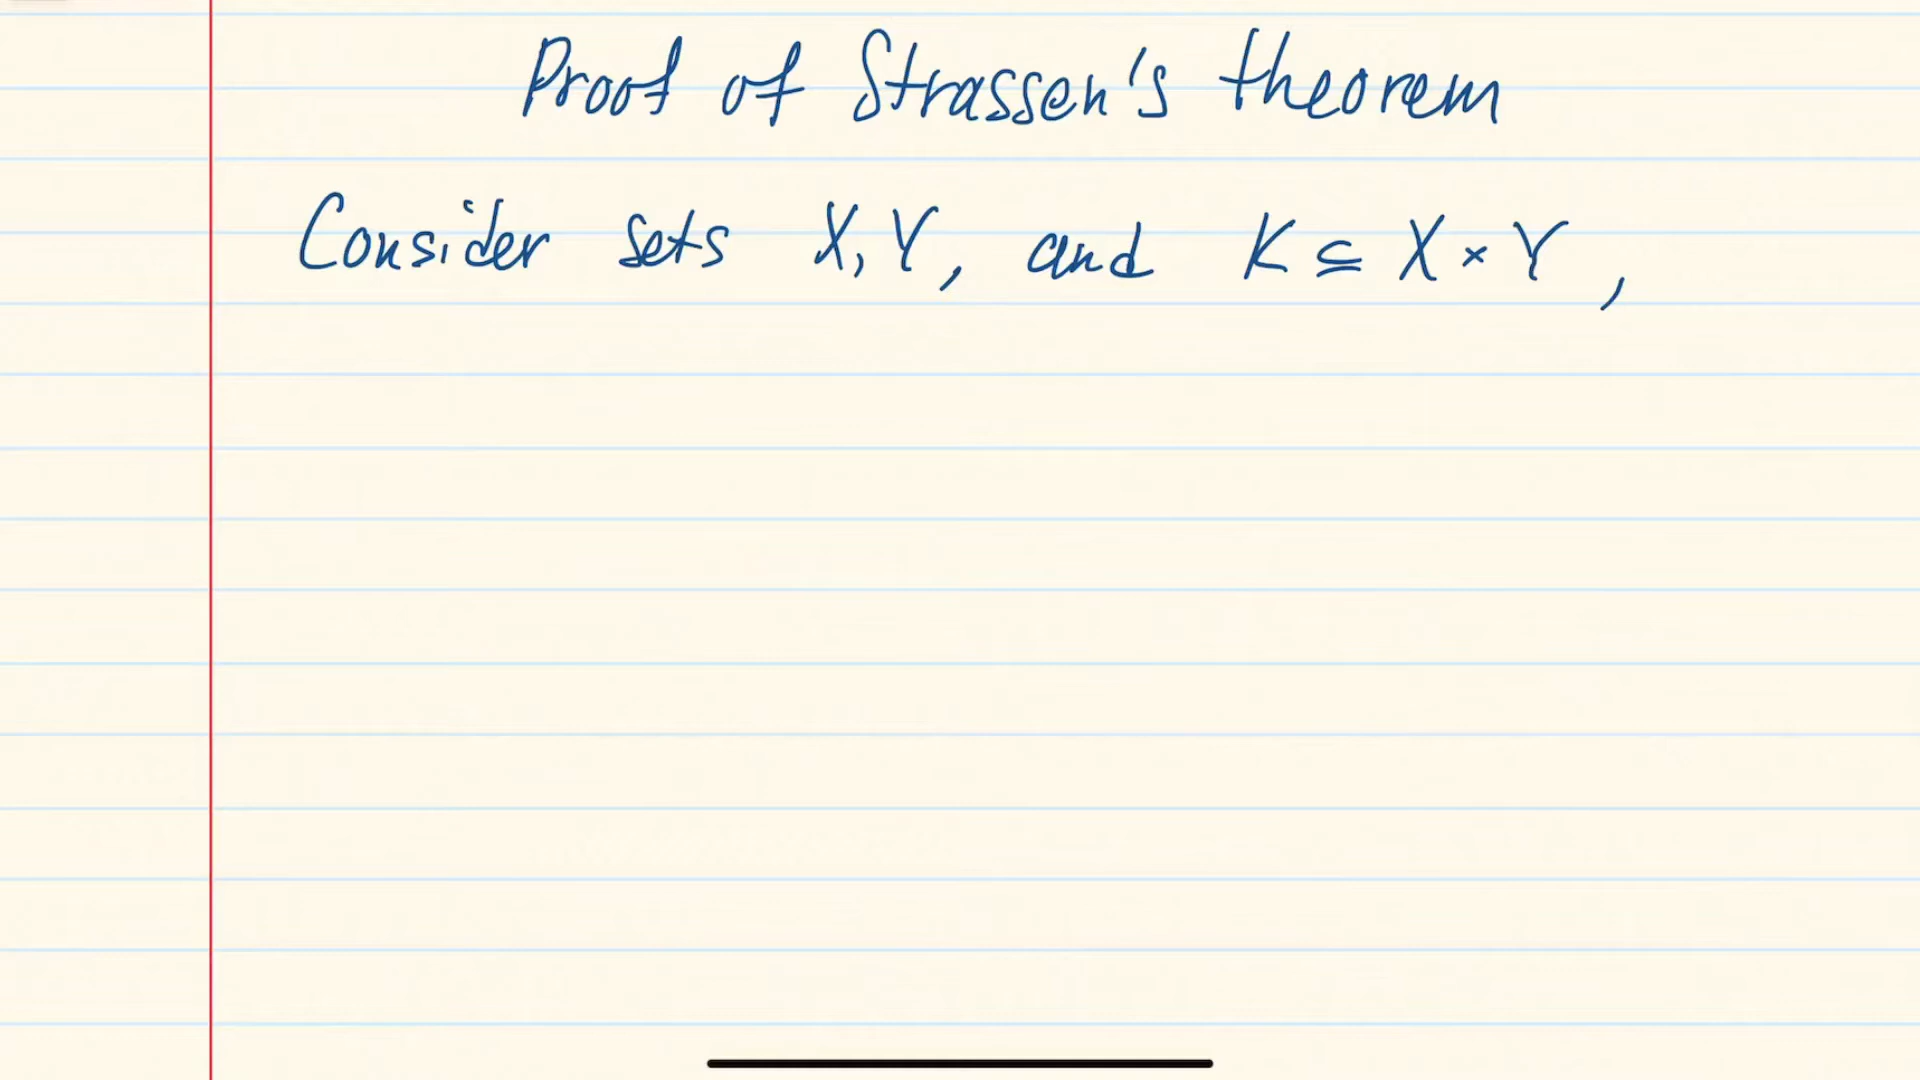 Proof of Strassen's theorem
Consider sets X, Y, and K ⊆ X × Y,